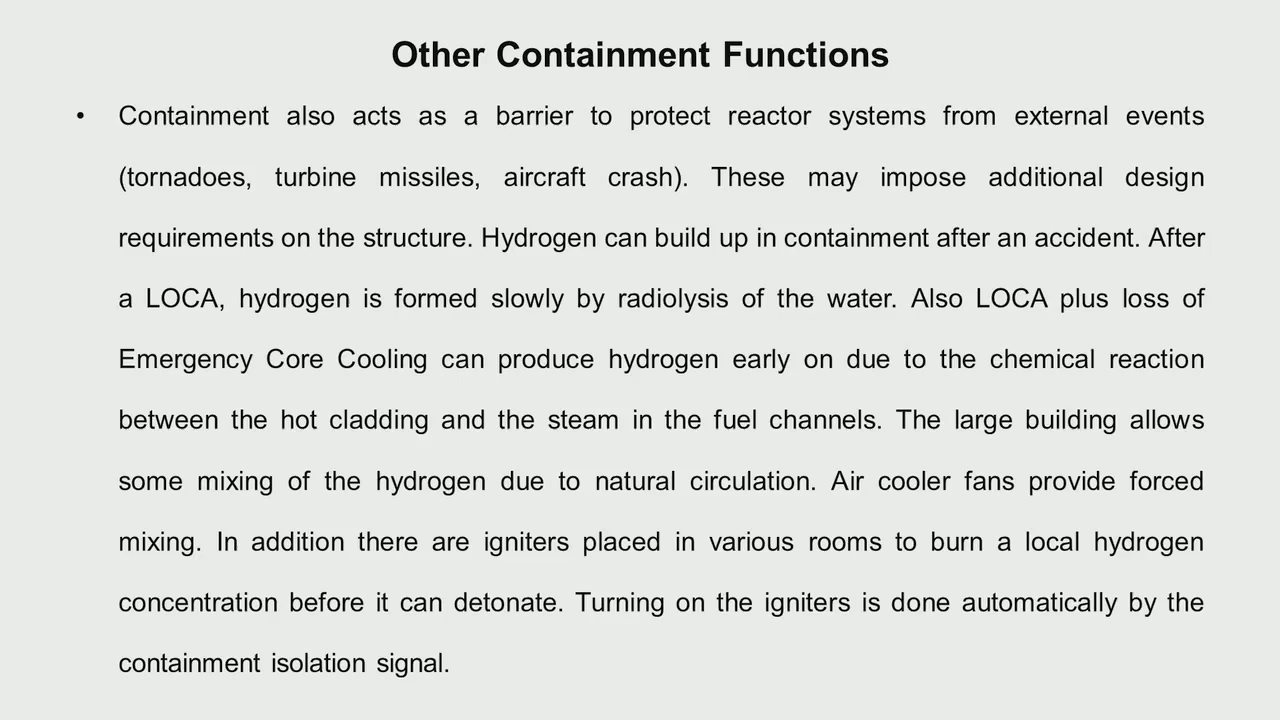 Other Containment Functions
• Containment also acts as a barrier to protect reactor systems from external events
(tornadoes, turbine missiles, aircraft crash). These may impose additional design
requirements on the structure. Hydrogen can build up in containment after an accident. After
a LOCA, hydrogen is formed slowly by radiolysis of the water. Also LOCA plus loss of
Emergency Core Cooling can produce hydrogen early on due to the chemical reaction
between the hot cladding and the steam in the fuel channels. The large building allows
some mixing of the hydrogen due to natural circulation. Air cooler fans provide forced
mixing. In addition there are igniters placed in various rooms to burn a local hydrogen
concentration before it can detonate. Turning on the igniters is done automatically by the
containment isolation signal.